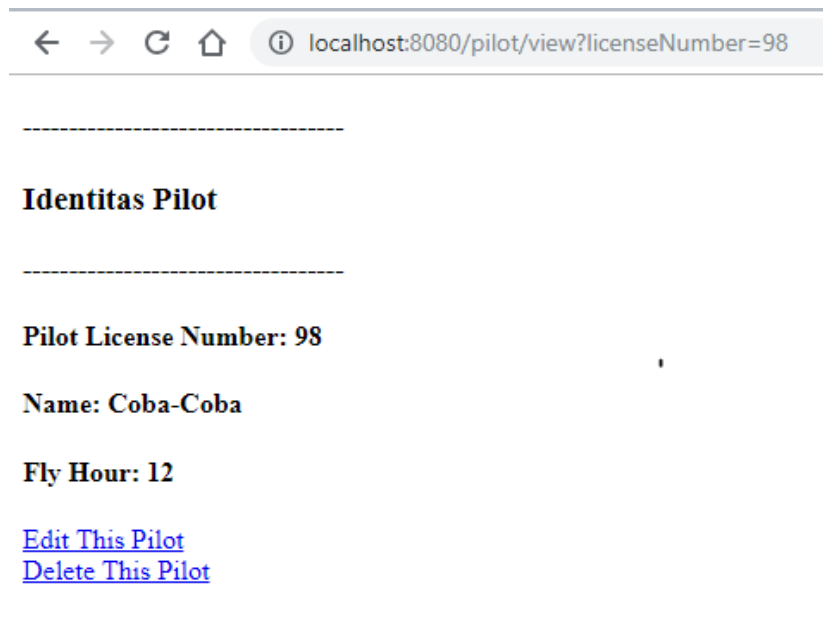 localhost:8080/pilot/view?licenseNumber=98
-----------------------------------
Identitas Pilot
-----------------------------------
Pilot License Number: 98
Name: Coba-Coba
Fly Hour: 12
Edit This Pilot
Delete This Pilot